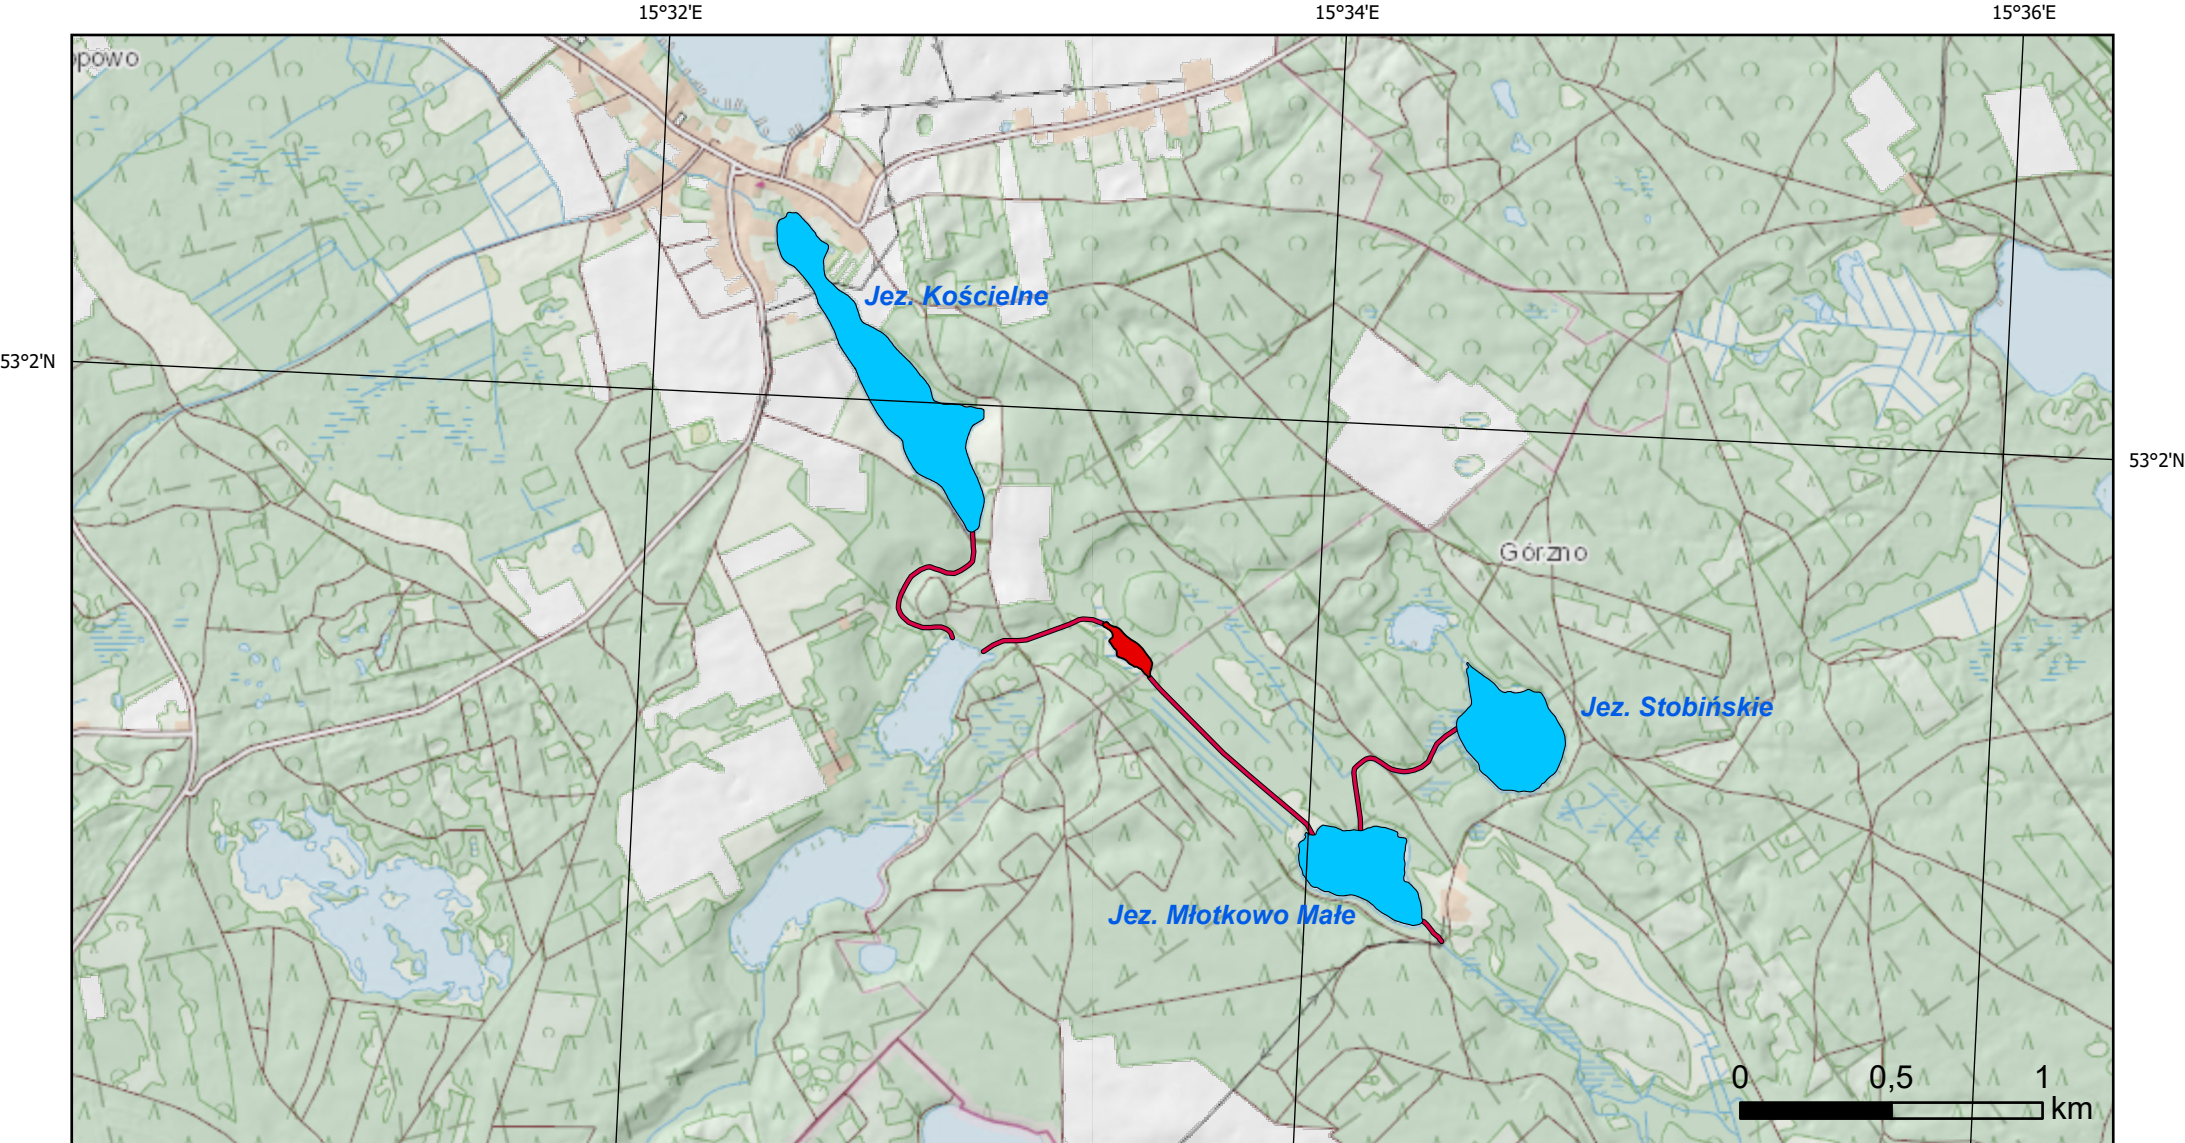 15°32'E
15°34'E
15°36'E
opowo
Jez. Kościelne
53°2'N
53°2'N
Górzno
Jez. Stobińskie
Jez. Młotkowo Małe
0 0,5 1
km